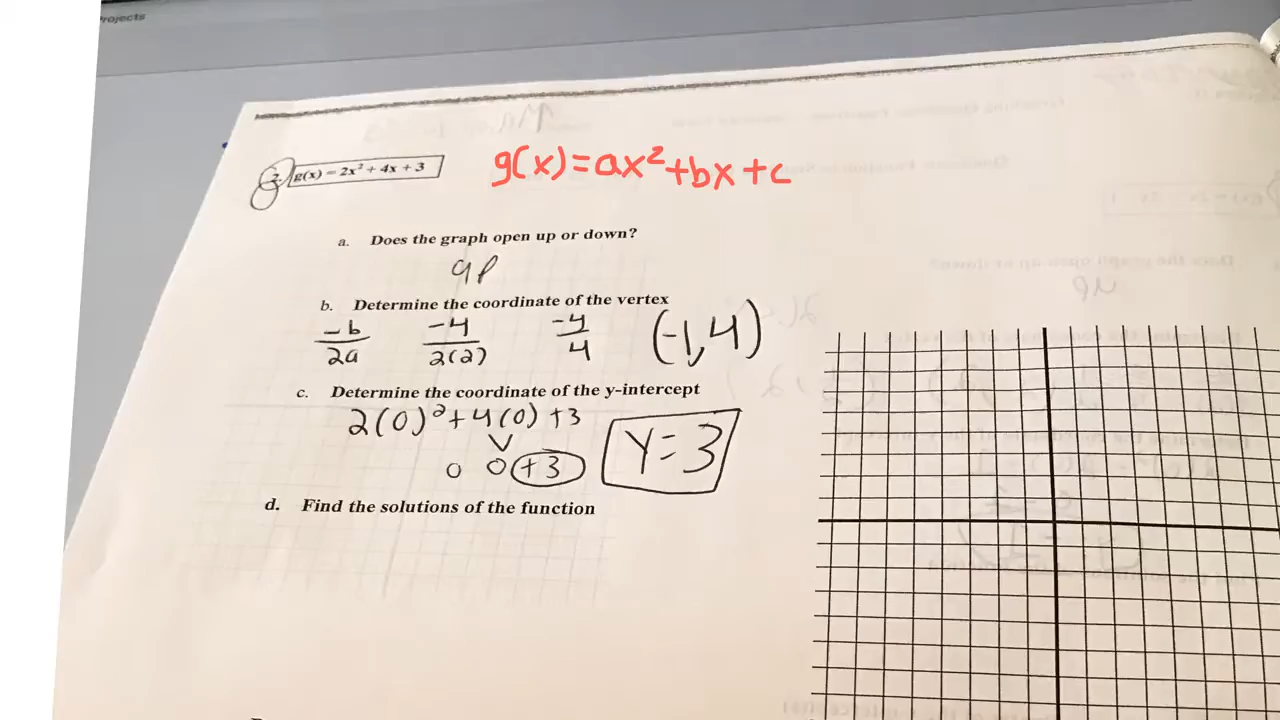 Projects
2. g(x) = 2x² + 4x + 3
g(x)=ax²+bx+c
a. Does the graph open up or down?
up
b. Determine the coordinate of the vertex
-b/2a -4/2(2) -4/4 (-1,4)
c. Determine the coordinate of the y-intercept
2(0)²+4(0)+3
0 0+3 Y=3
d. Find the solutions of the function